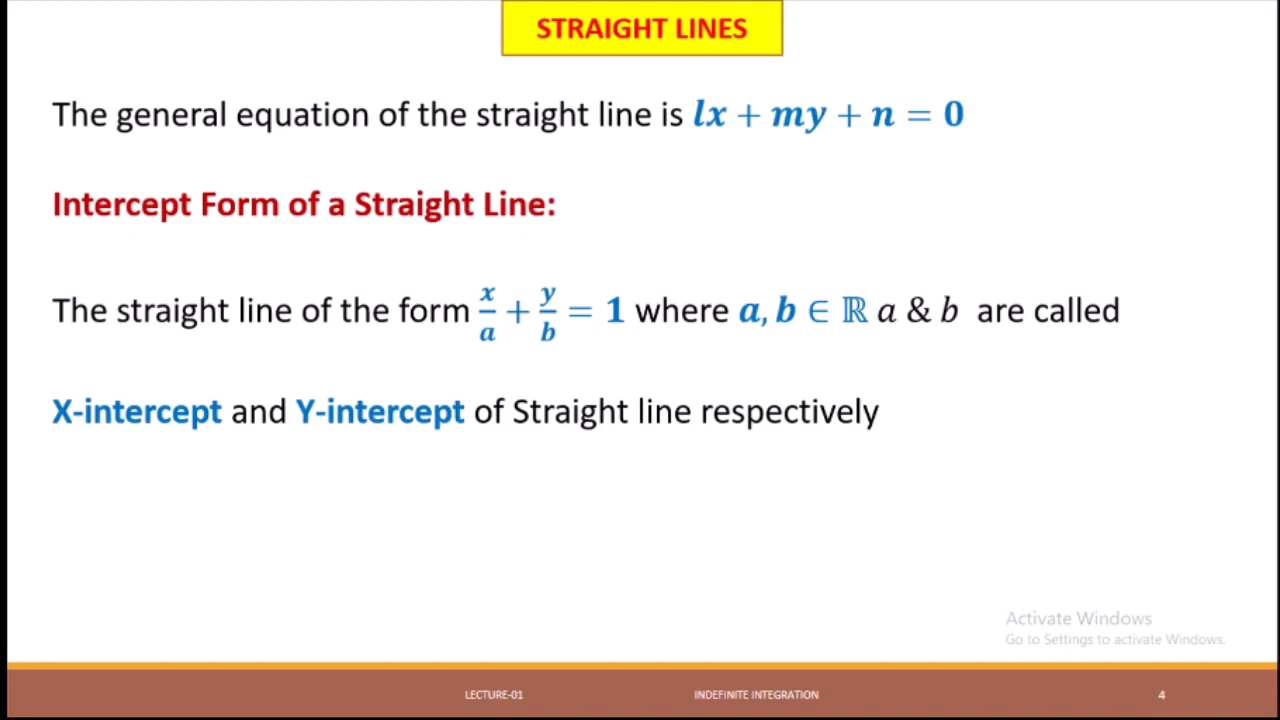 STRAIGHT LINES
The general equation of the straight line is lx + my + n = 0
Intercept Form of a Straight Line:
The straight line of the form x/a + y/b = 1 where a, b ∈ ℝ a & b are called
X-intercept and Y-intercept of Straight line respectively
Activate Windows
Go to Settings to activate Windows.
LECTURE-01 INDEFINITE INTEGRATION 4